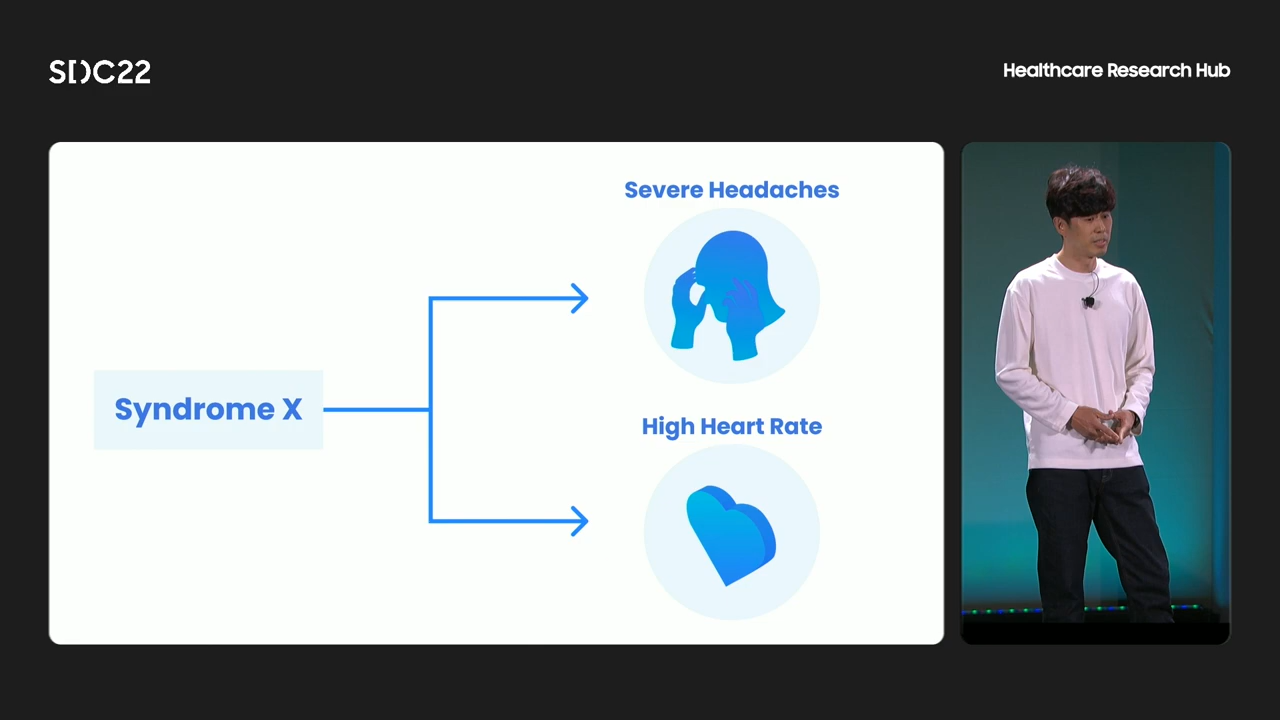 SDC22
Healthcare Research Hub
Severe Headaches
Syndrome X
High Heart Rate